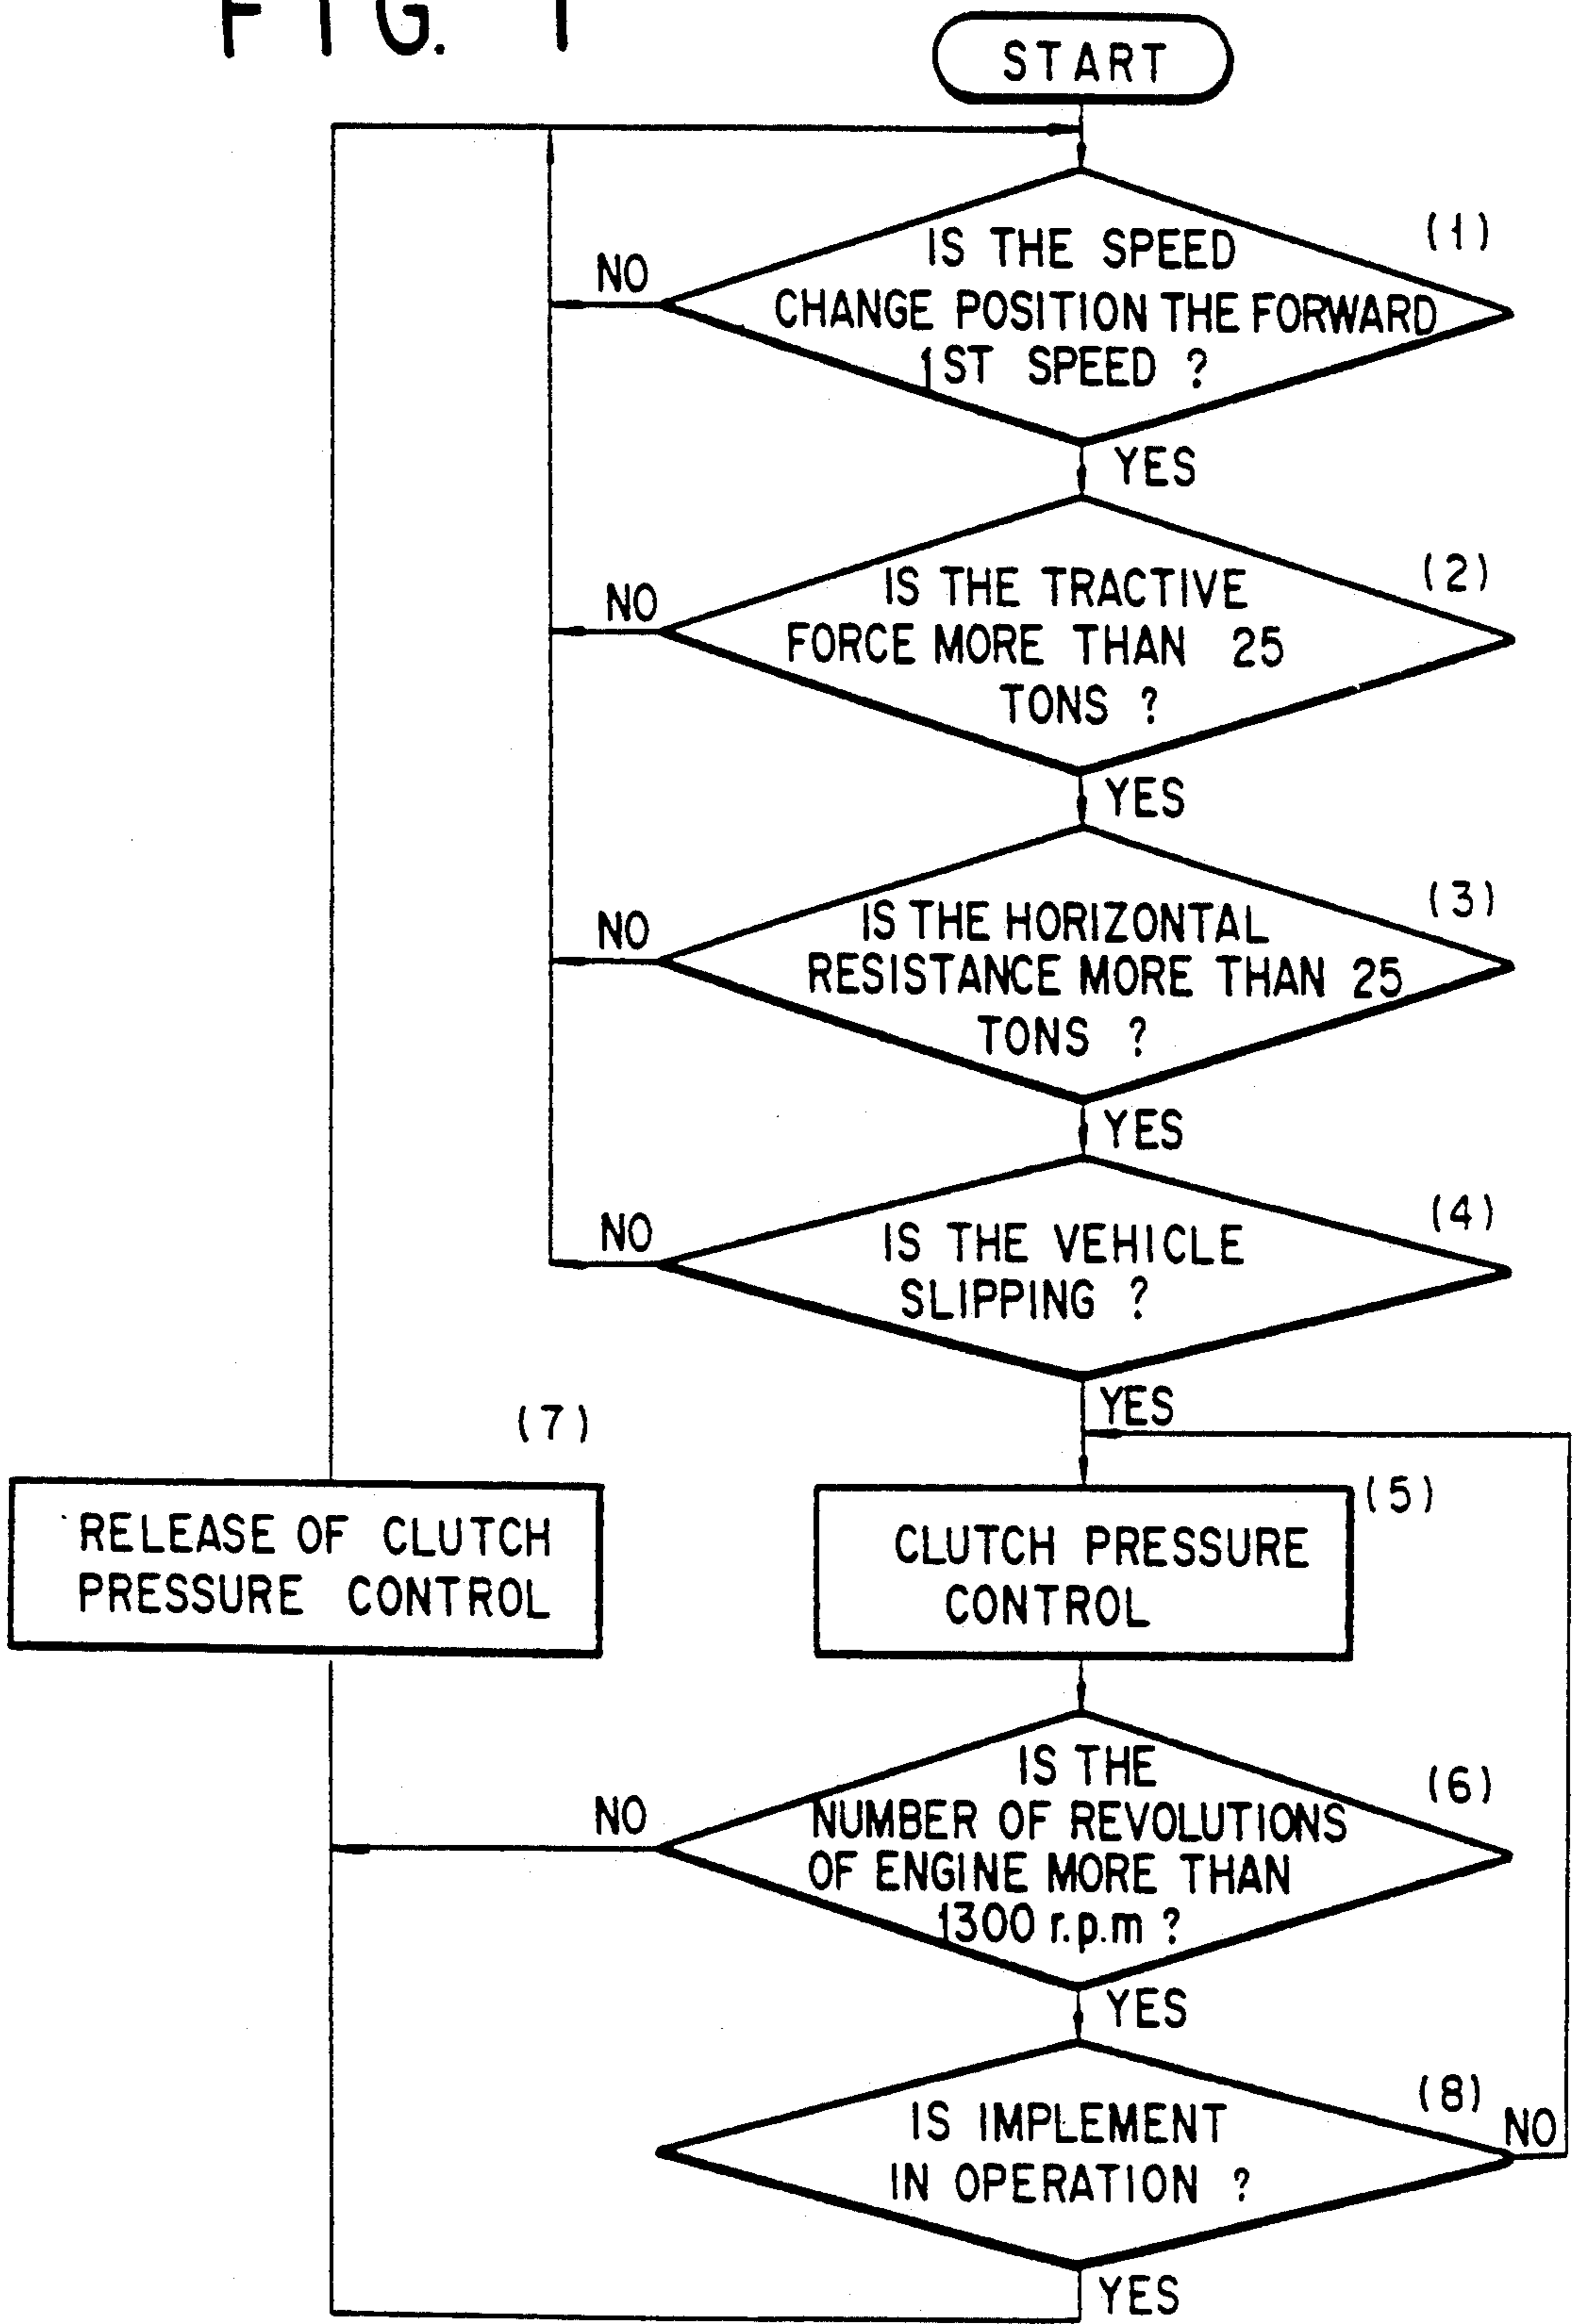 FIG. 1
START
(1)
IS THE SPEED
CHANGE POSITION THE FORWARD
1ST SPEED ?
NO
YES
(2)
IS THE TRACTIVE
FORCE MORE THAN 25
TONS ?
NO
YES
(3)
IS THE HORIZONTAL
RESISTANCE MORE THAN 25
TONS ?
NO
YES
(4)
IS THE VEHICLE
SLIPPING ?
NO
YES
(7)
RELEASE OF CLUTCH
PRESSURE CONTROL
(5)
CLUTCH PRESSURE
CONTROL
(6)
IS THE
NUMBER OF REVOLUTIONS
OF ENGINE MORE THAN
1300 r.p.m ?
NO
YES
(8)
IS IMPLEMENT
IN OPERATION ?
NO
YES